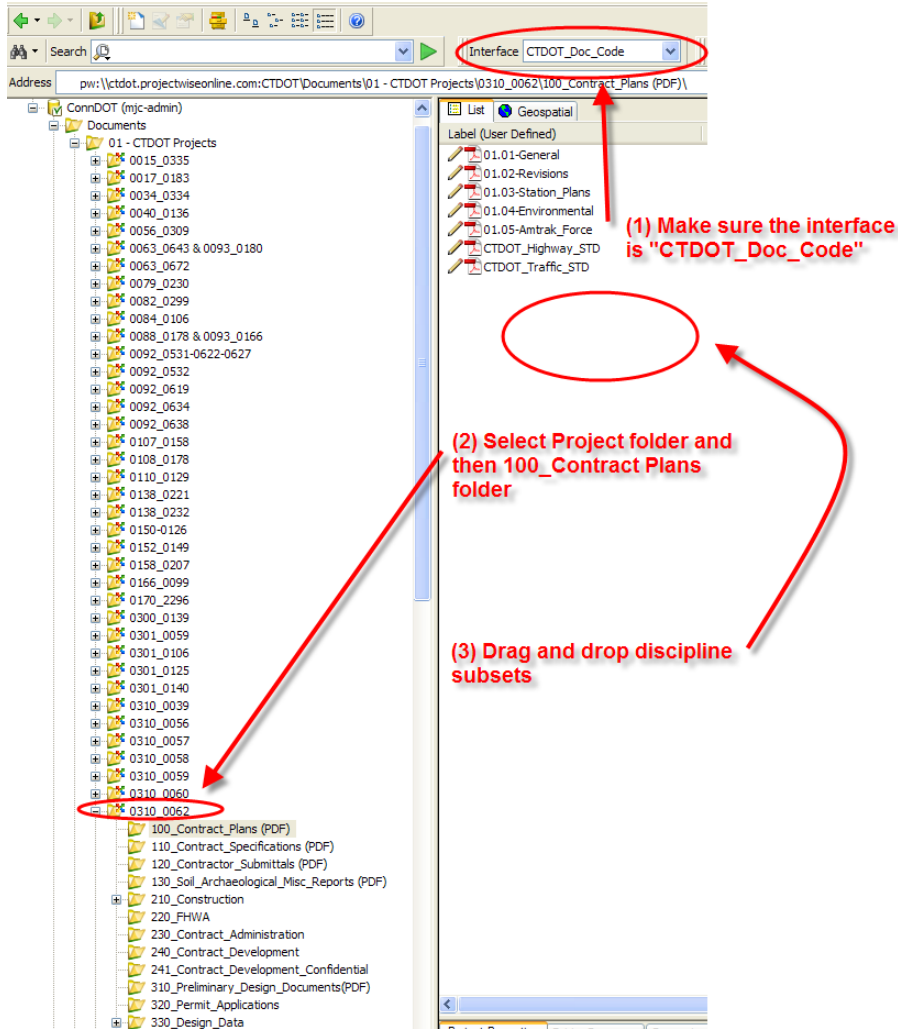 Search
Interface CTDOT_Doc_Code
Address pw:\\ctdot.projectwiseonline.com:CTDOT\Documents\01 - CTDOT Projects\0310_0062\100_Contract_Plans (PDF)\
ConnDOT (mjc-admin)
Documents
01 - CTDOT Projects
0015_0335
0017_0183
0034_0334
0040_0136
0056_0309
0063_0643 & 0093_0180
0063_0672
0079_0230
0082_0299
0084_0106
0088_0178 & 0093_0166
0092_0531-0622-0627
0092_0532
0092_0619
0092_0634
0092_0638
0107_0158
0108_0178
0110_0129
0138_0221
0138_0232
0150-0126
0152_0149
0158_0207
0166_0099
0170_2296
0300_0139
0301_0059
0301_0106
0301_0125
0301_0140
0310_0039
0310_0056
0310_0057
0310_0058
0310_0059
0310_0060
0310_0062
100_Contract_Plans (PDF)
110_Contract_Specifications (PDF)
120_Contractor_Submittals (PDF)
130_Soil_Archaeological_Misc_Reports (PDF)
210_Construction
220_FHWA
230_Contract_Administration
240_Contract_Development
241_Contract_Development_Confidential
310_Preliminary_Design_Documents(PDF)
320_Permit_Applications
330_Design_Data
List Geospatial
Label (User Defined)
01.01-General
01.02-Revisions
01.03-Station_Plans
01.04-Environmental
01.05-Amtrak_Force
CTDOT_Highway_STD
CTDOT_Traffic_STD
(1) Make sure the interface
is "CTDOT_Doc_Code"
(2) Select Project folder and
then 100_Contract Plans
folder
(3) Drag and drop discipline
subsets